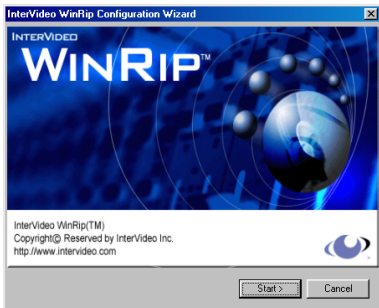 InterVideo WinRip Configuration Wizard
INTERVIDEO
WINRIP™
InterVideo WinRip(TM)
Copyright© Reserved by InterVideo Inc.
http://www.intervideo.com
Start >
Cancel